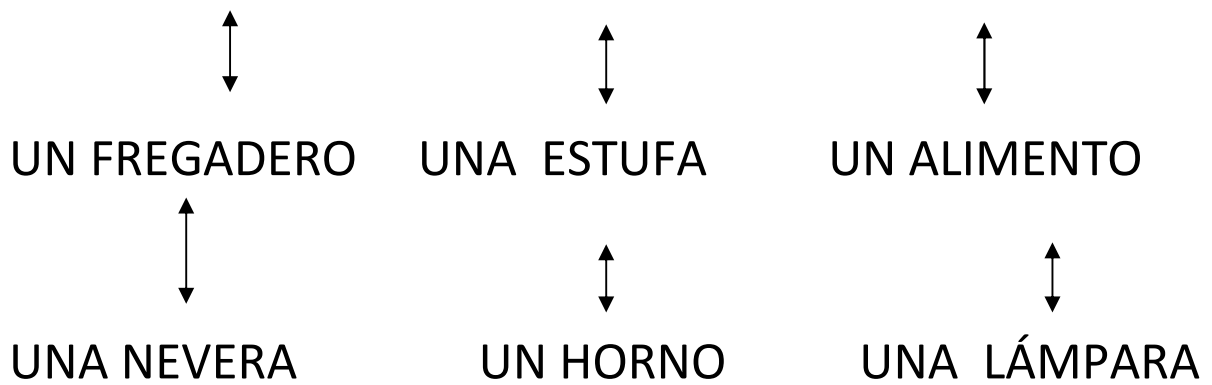 UN FREGADERO UNA ESTUFA UN ALIMENTO
UNA NEVERA UN HORNO UNA LÁMPARA